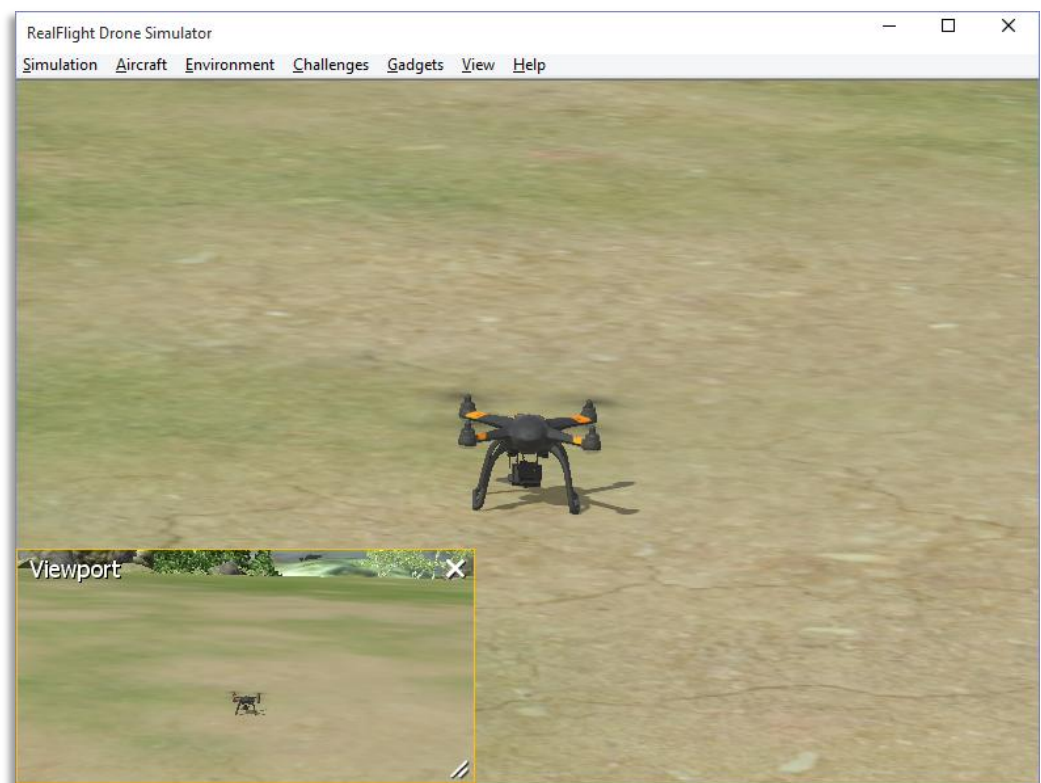 RealFlight Drone Simulator
Simulation Aircraft Environment Challenges Gadgets View Help
Viewport